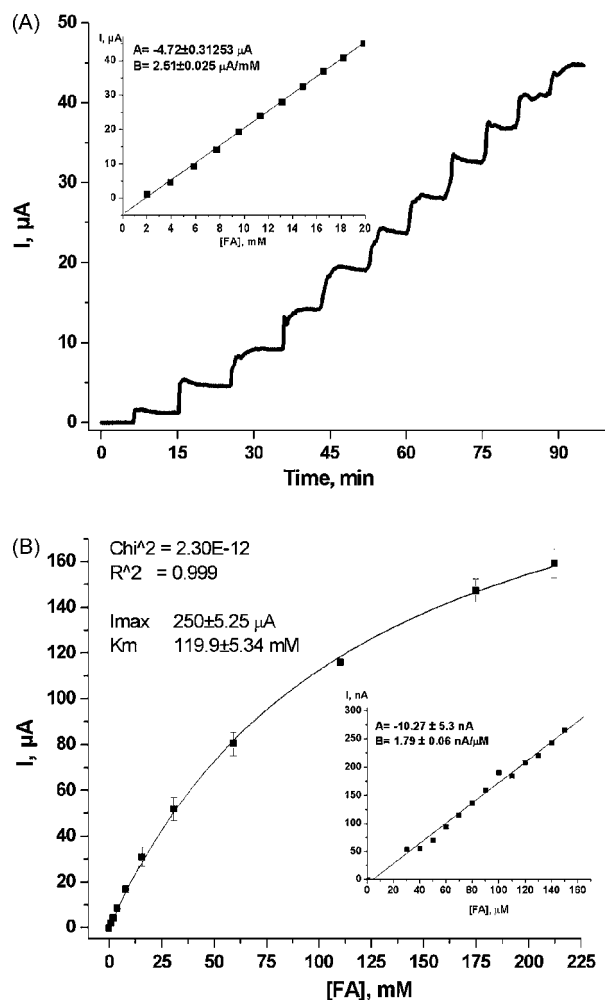 (A)
50
40
30
20
10
0
I, µA
I, µA
A= -4.72±0.31253 µA
B= 2.51±0.025 µA/mM
40
30
20
10
0
0 2 4 6 8 10 12 14 16 18 20
[FA], mM
0 15 30 45 60 75 90
Time, min
(B)
160
140
120
100
80
60
40
20
0
I, µA
Chi^2 = 2.30E-12
R^2 = 0.999
Imax 250±5.25 µA
Km 119.9±5.34 mM
I, nA
300
250
200
150
100
50
0
A= -10.27 ± 5.3 nA
B= 1.79 ± 0.06 nA/µM
0 20 40 60 80 100 120 140 160
[FA], µM
0 25 50 75 100 125 150 175 200 225
[FA], mM